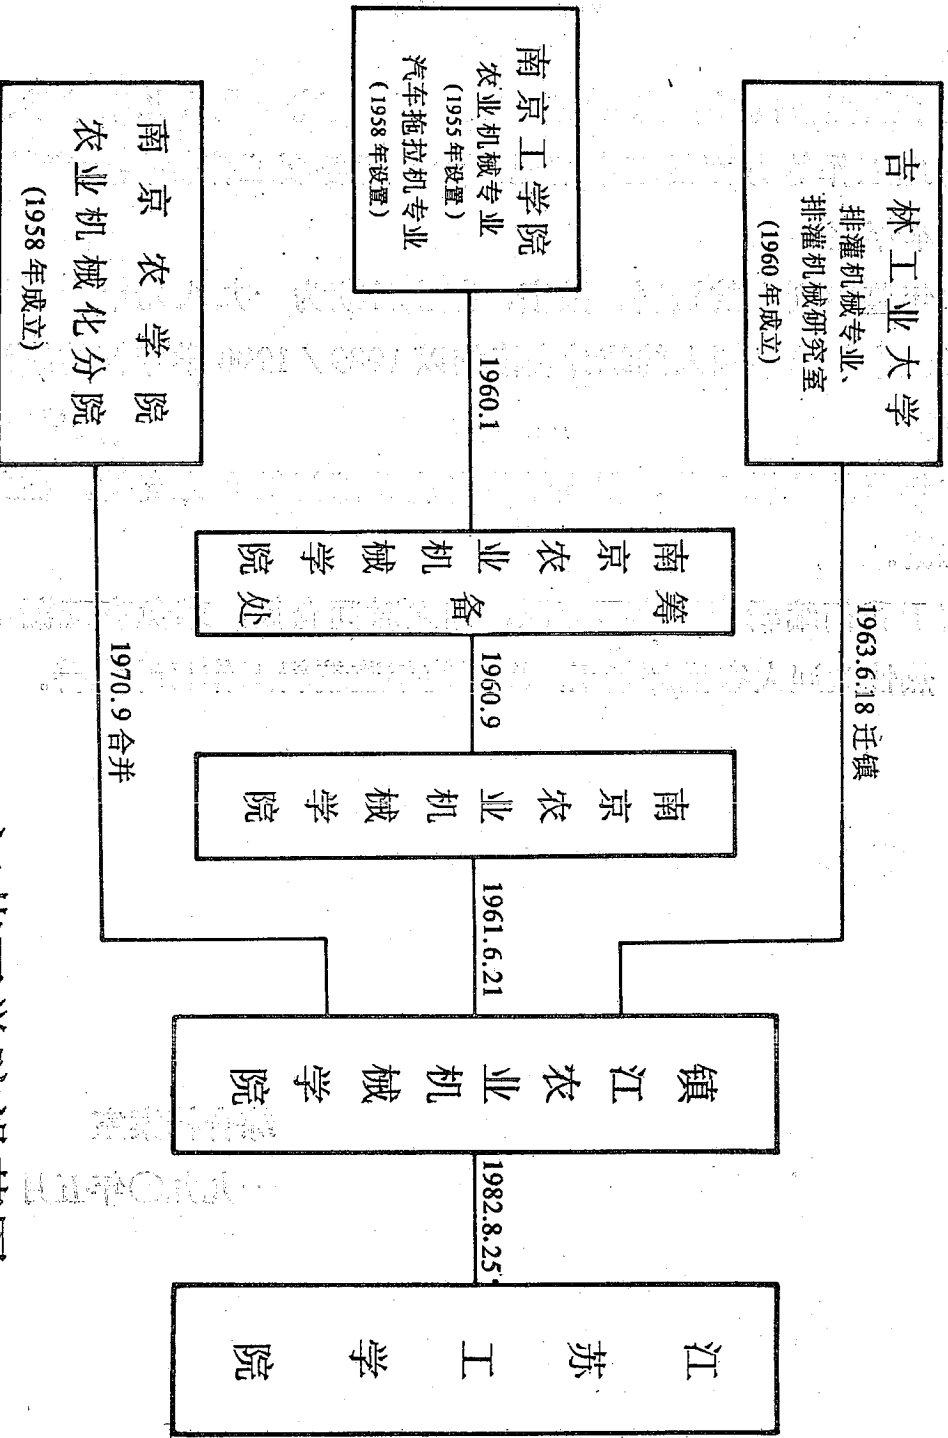 吉林工业大学
排灌机械专业、
排灌机械研究室
(1960年成立)
1963.6.18 迁镇
南京工学院
农业机械专业
(1955年设置)
汽车拖拉机专业
(1958年设置)
1960.1
南京农业机械学院
筹备处
1960.9
南京农业机械学院
1961.6.21
镇江农业机械学院
1982.8.25
江苏工学院
南京农学院
农业机械化分院
(1958年成立)
1970.9 合并